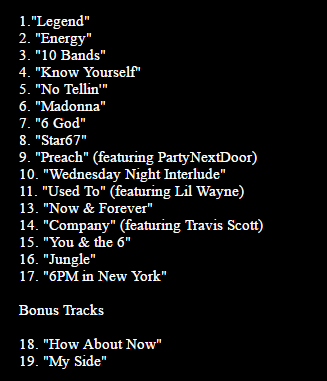 1."Legend"
2. "Energy"
3. "10 Bands"
4. "Know Yourself"
5. "No Tellin'"
6. "Madonna"
7. "6 God"
8. "Star67"
9. "Preach" (featuring PartyNextDoor)
10. "Wednesday Night Interlude"
11. "Used To" (featuring Lil Wayne)
13. "Now & Forever"
14. "Company" (featuring Travis Scott)
15. "You & the 6"
16. "Jungle"
17. "6PM in New York"
Bonus Tracks
18. "How About Now"
19. "My Side"